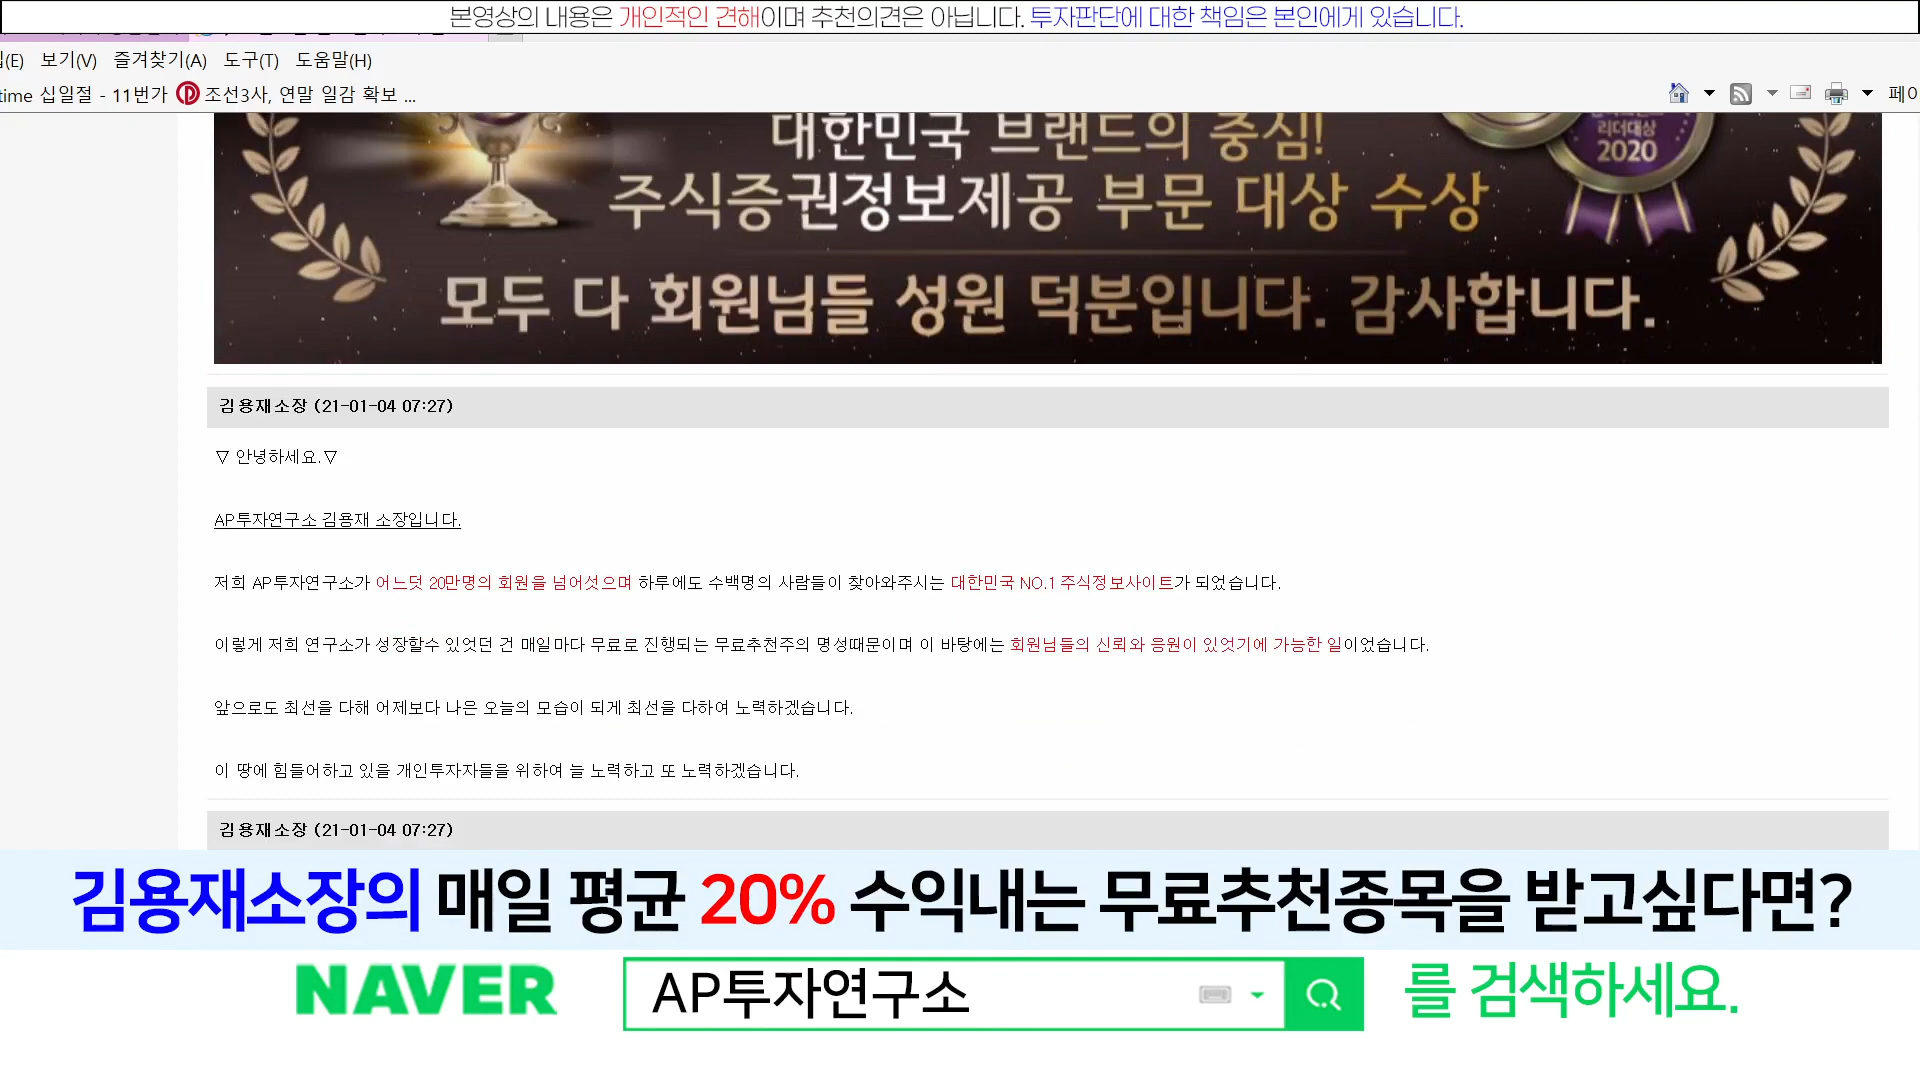 본영상의 내용은 개인적인 견해이며 추천의견은 아닙니다. 투자판단에 대한 책임은 본인에게 있습니다.
(E) 보기(V) 즐겨찾기(A) 도구(T) 도움말(H)
time 십일절 - 11번가 조선3사, 연말 일감 확보 ... 페이
대한민국 브랜드의 중심!
리더대상
2020
주식증권정보제공 부문 대상 수상
모두 다 회원님들 성원 덕분입니다. 감사합니다.
김용재소장 (21-01-04 07:27)
▽ 안녕하세요.▽
AP투자연구소 김용재 소장입니다.
저희 AP투자연구소가 어느덧 20만명의 회원을 넘어섯으며 하루에도 수백명의 사람들이 찾아와주시는 대한민국 NO.1 주식정보사이트가 되었습니다.
이렇게 저희 연구소가 성장할수 있엇던 건 매일마다 무료로 진행되는 무료추천주의 명성때문이며 이 바탕에는 회원님들의 신뢰와 응원이 있엇기에 가능한 일이었습니다.
앞으로도 최선을 다해 어제보다 나은 오늘의 모습이 되게 최선을 다하여 노력하겠습니다.
이 땅에 힘들어하고 있을 개인투자자들을 위하여 늘 노력하고 또 노력하겠습니다.
김용재소장 (21-01-04 07:27)
김용재소장의 매일 평균 20% 수익내는 무료추천종목을 받고싶다면?
NAVER AP투자연구소 를 검색하세요.